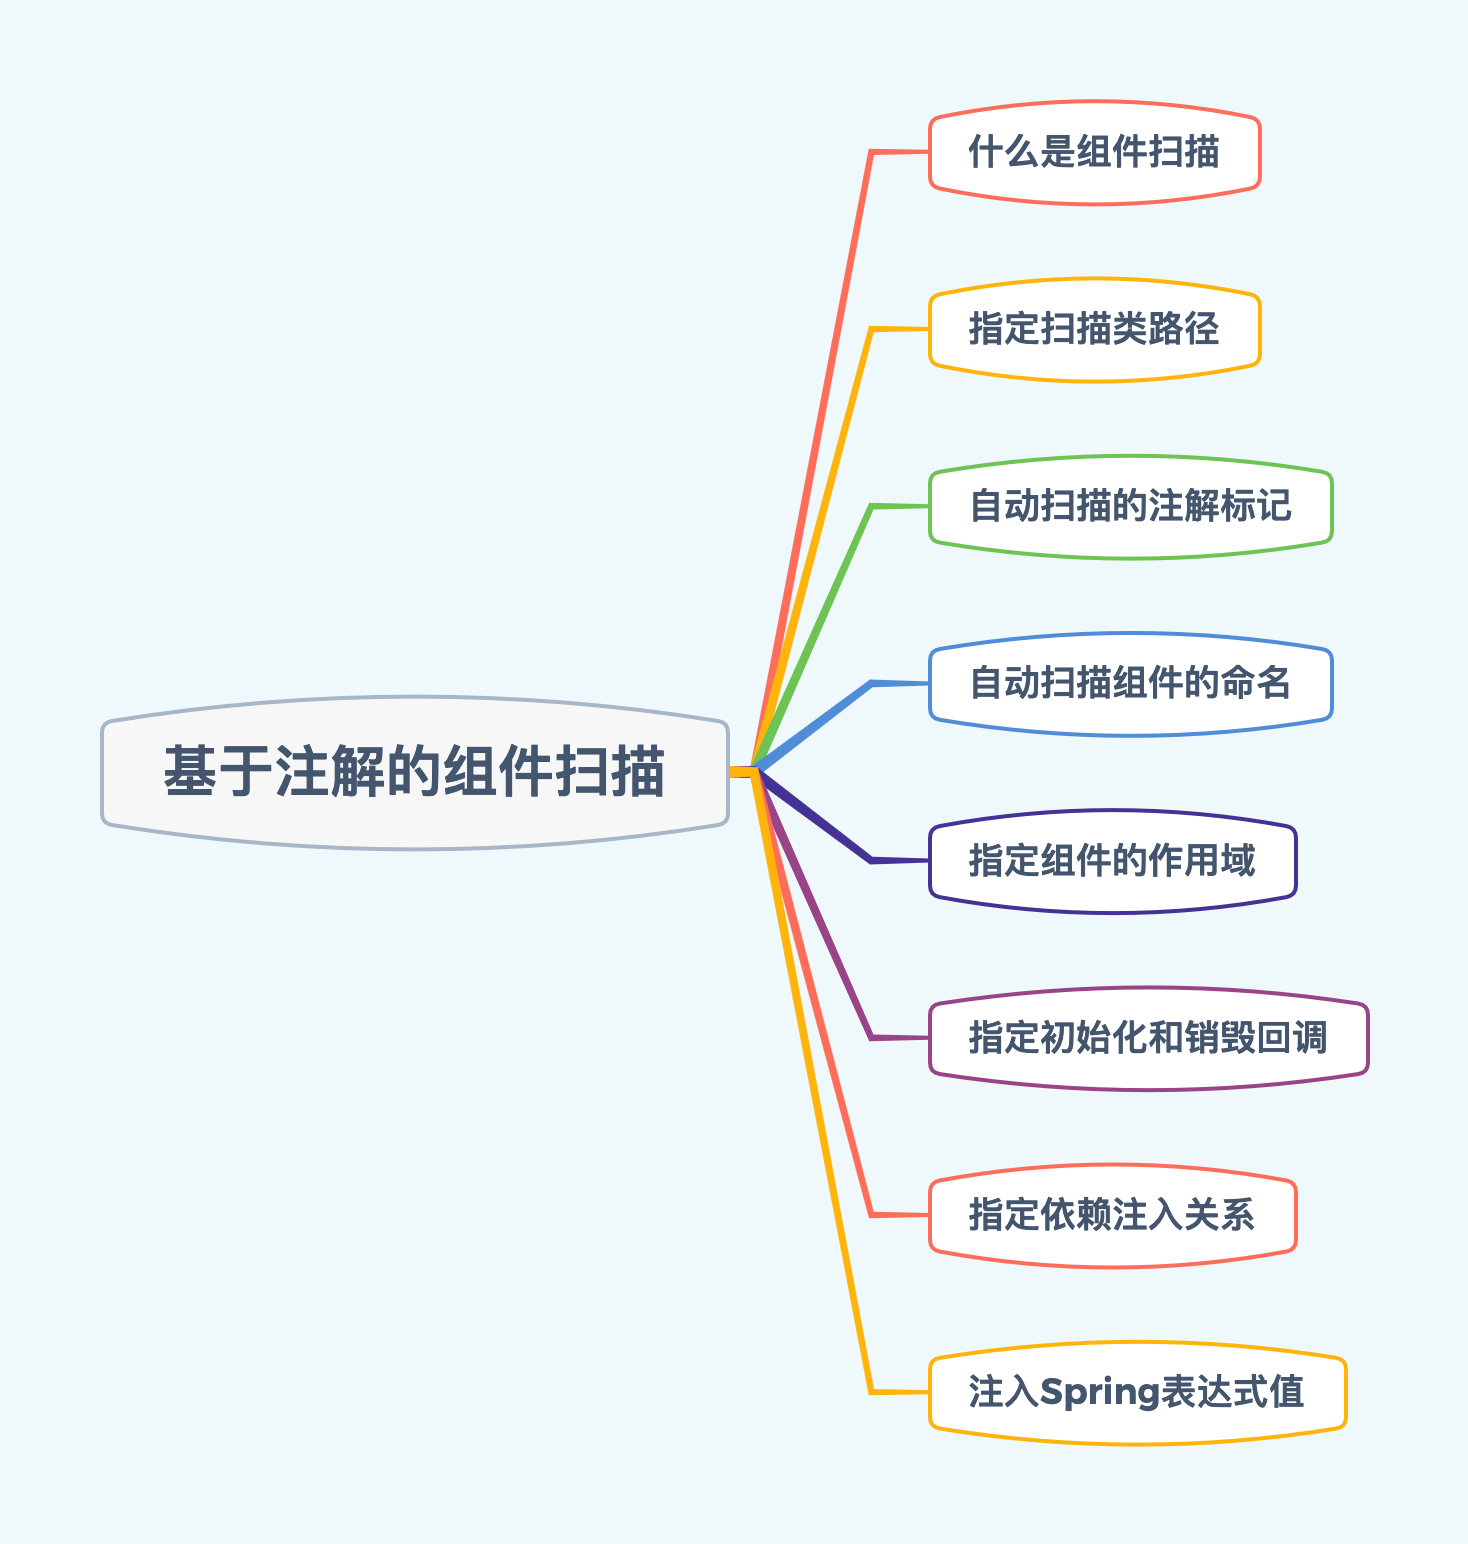 什么是组件扫描
指定扫描类路径
自动扫描的注解标记
自动扫描组件的命名
基于注解的组件扫描
指定组件的作用域
指定初始化和销毁回调
指定依赖注入关系
注入Spring表达式值